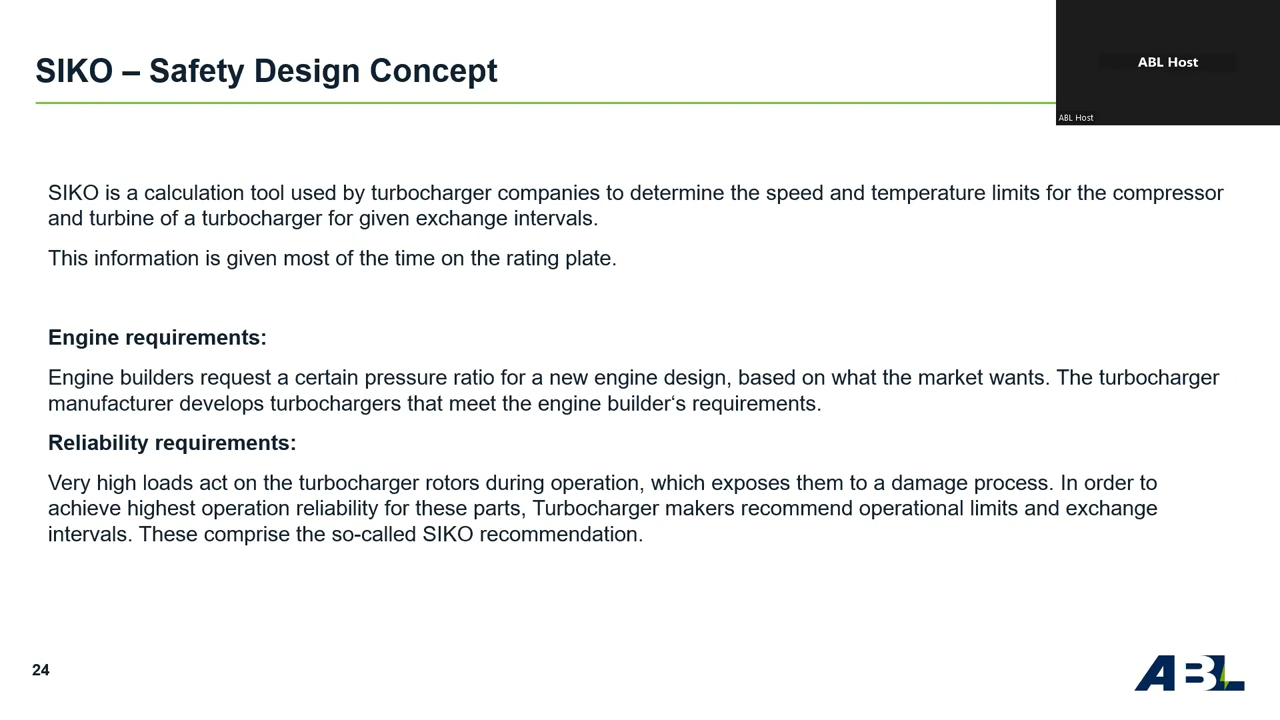 SIKO – Safety Design Concept
ABL Host
ABL Host
SIKO is a calculation tool used by turbocharger companies to determine the speed and temperature limits for the compressor
and turbine of a turbocharger for given exchange intervals.
This information is given most of the time on the rating plate.
Engine requirements:
Engine builders request a certain pressure ratio for a new engine design, based on what the market wants. The turbocharger
manufacturer develops turbochargers that meet the engine builder‘s requirements.
Reliability requirements:
Very high loads act on the turbocharger rotors during operation, which exposes them to a damage process. In order to
achieve highest operation reliability for these parts, Turbocharger makers recommend operational limits and exchange
intervals. These comprise the so-called SIKO recommendation.
24
ABL